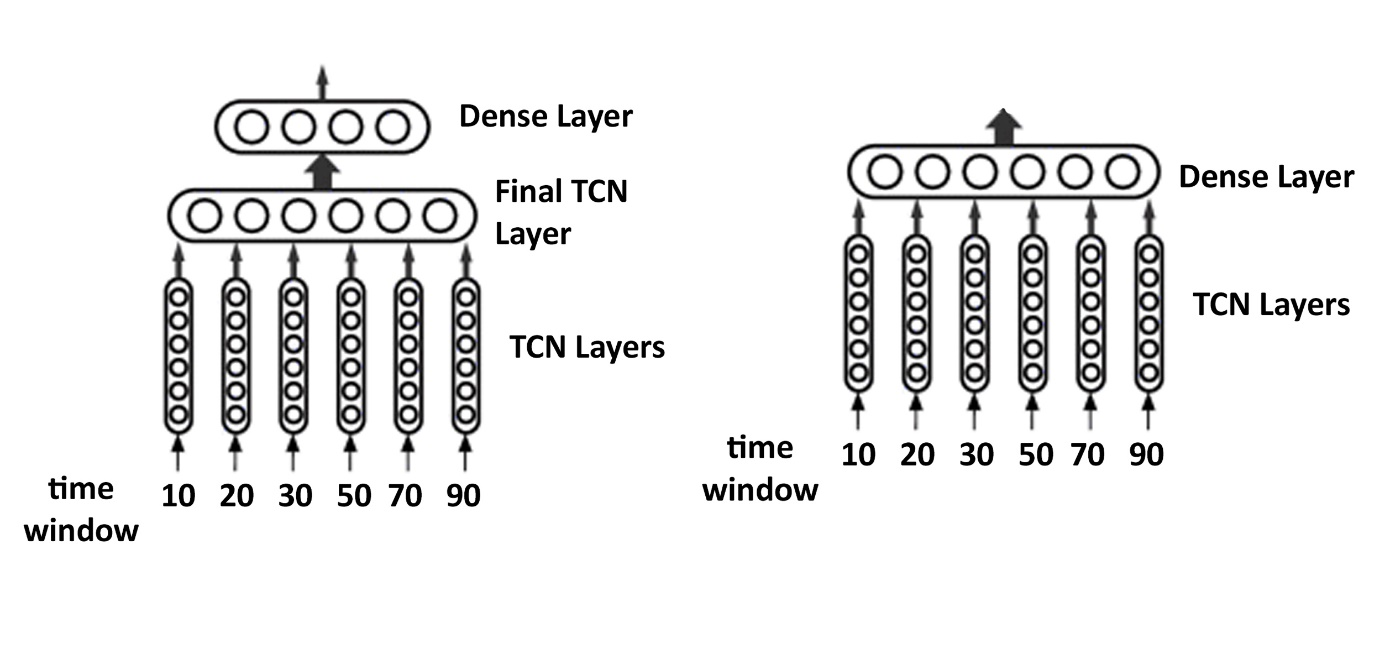 Dense Layer
Final TCN
Layer
TCN Layers
time
window
10 20 30 50 70 90
Dense Layer
TCN Layers
time
window
10 20 30 50 70 90